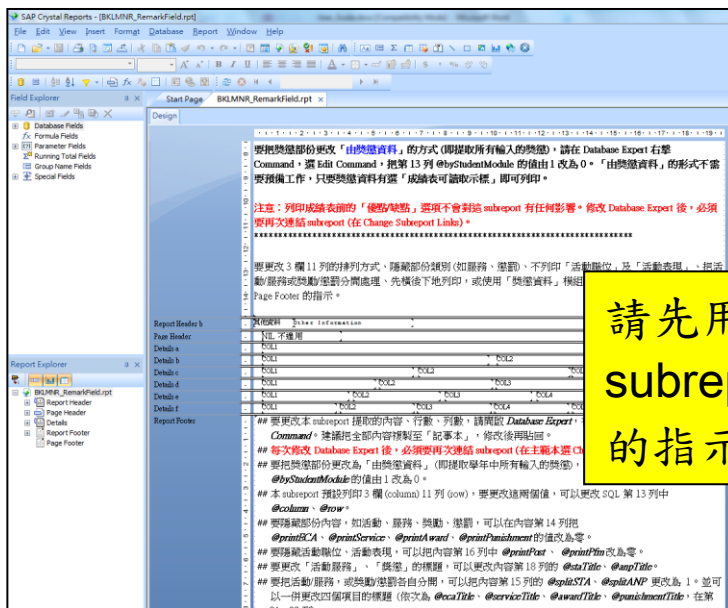 SAP Crystal Reports - [BKLMNR_RemarkField.rpt]
File Edit View Insert Format Database Report Window Help
Field Explorer
Start Page BKLMNR_RemarkField.rpt
Design
Database Fields
Formula Fields
Parameter Fields
Running Total Fields
Group Name Fields
Special Fields
要把獎懲部份更改「由獎懲資料」的方式 (即提取所有輸入的獎懲)，請在 Database Expert 右擊
Command，選 Edit Command，把第 13 列 @byStudentModule 的值由 1 改為 0。「由獎懲資料」的形式不需
要預備工作，只要獎懲資料有選「成績表可讀取示標」即可列印。
注意：列印成績表前的「優點/缺點」選項不會對這 subreport 有任何影響。修改 Database Expert 後，必須
要再次連結 subreport (在 Change Subreport Links)。
要更改 3 欄 11 列的排列方式、隱藏部份類別 (如服務、懲罰)、不列印「活動職位」及「活動表現」、把活
動/服務或獎勵/懲罰分開處理、先橫後下地列印，或使用「獎懲資料」模組
Page Footer 的指示。
請先用
subrep
的指示
Report Header b
其他資料 Other Information
Page Header
NIL 不適用
Details a
COL1
Details b
COL1 COL2
Details c
COL1 COL2 COL
Details d
COL1 COL2 COL3
Details e
COL1 COL2 COL3 COL4
Details f
COL1 COL2 COL3
Report Footer
## 要更改本 subreport 提取的內容、行數、列數，請開啟 Database Expert，
Command。建議把全部內容複製至「記事本」，修改後再貼回。
## 每次修改 Database Expert 後，必須要再次連結 subreport (在主範本選 Ch
## 要把獎懲部份更改為「由獎懲資料」 (即提取學年中所有輸入的獎懲)，
@byStudentModule 的值由 1 改為 0。
## 本 subreport 預設列印 3 欄 (column) 11 列 (row)，要更改這兩個值，可以更改 SQL 第 13 列中
@column、@row。
## 要隱藏部份內容，如活動、服務、獎勵、懲罰，可以在內容第 14 列把
@printECA、@printService、@printAward、@printPunishment 的值改為零。
## 要隱藏活動職位、活動表現，可以把內容第 16 列中 @printPost、@printPfm 改為零。
## 要更改「活動服務」、「獎懲」的標題，可以更改內容第 18 列的 @staTitle、@anpTitle。
## 要把活動/服務，或獎勵/懲罰各自分開，可以把內容第 15 列的 @splitSTA、@splitANP 更改為 1。並可
以一併更改四個項目的標題 (依次為 @ecaTitle、@serviceTitle、@awardTitle、@punishmentTitle，在第
Report Explorer
BKLMNR_RemarkField.rpt
Report Header
Page Header
Details
Report Footer
Page Footer